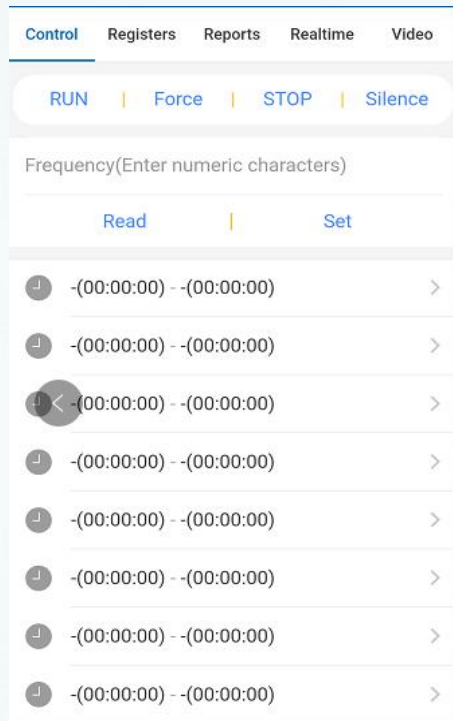 Control Registers Reports Realtime Video
RUN | Force | STOP | Silence
Frequency(Enter numeric characters)
Read | Set
-(00:00:00) - -(00:00:00)
-(00:00:00) - -(00:00:00)
-(00:00:00) - -(00:00:00)
-(00:00:00) - -(00:00:00)
-(00:00:00) - -(00:00:00)
-(00:00:00) - -(00:00:00)
-(00:00:00) - -(00:00:00)
-(00:00:00) - -(00:00:00)